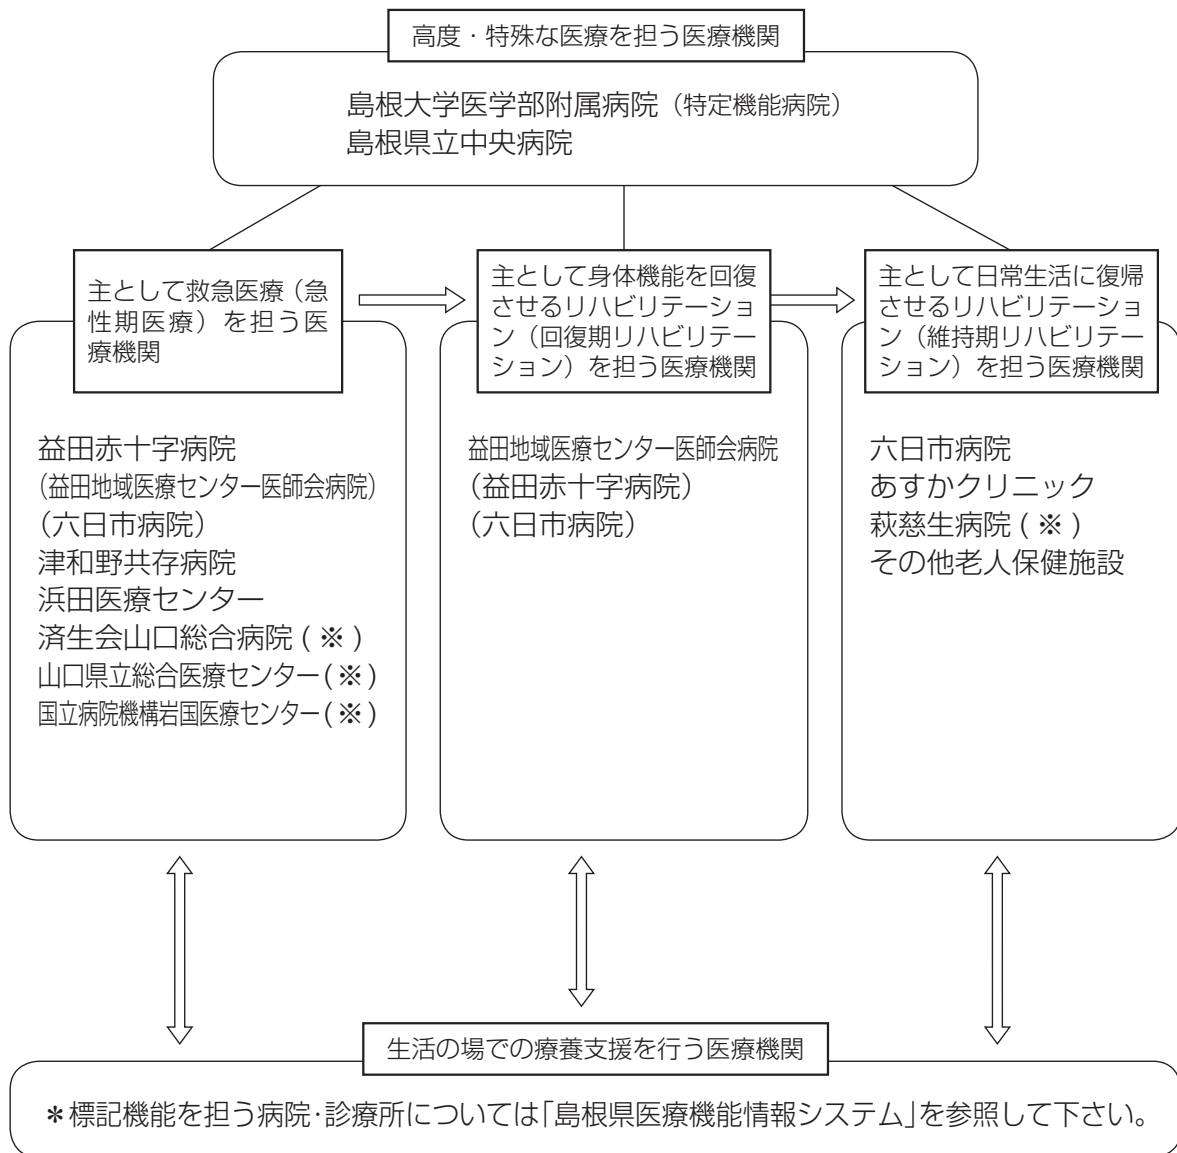 高度・特殊な医療を担う医療機関
島根大学医学部附属病院（特定機能病院）
島根県立中央病院
主として救急医療（急
性期医療）を担う医
療機関
益田赤十字病院
（益田地域医療センター医師会病院）
（六日市病院）
津和野共存病院
浜田医療センター
済生会山口総合病院(※)
山口県立総合医療センター(※)
国立病院機構岩国医療センター(※)
主として身体機能を回復
させるリハビリテーショ
ン（回復期リハビリテー
ション）を担う医療機関
益田地域医療センター医師会病院
（益田赤十字病院）
（六日市病院）
主として日常生活に復帰
させるリハビリテーショ
ン（維持期リハビリテー
ション）を担う医療機関
六日市病院
あすかクリニック
萩慈生病院(※)
その他老人保健施設
生活の場での療養支援を行う医療機関
＊標記機能を担う病院・診療所については「島根県医療機能情報システム」を参照して下さい。